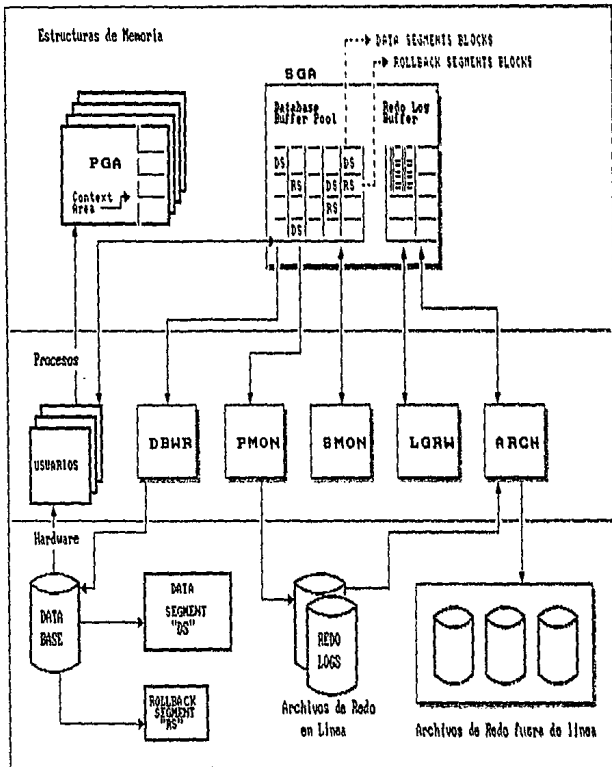 Estructuras de Memoria
DATA SEGMENTS BLOCKS
ROLLBACK SEGMENTS BLOCKS
SGA
Database
Buffer Pool
Redo Log
Buffer
PGA
Context
Area
DS
DS
RS
DS
RS
RS
DS
Procesos
USUARIOS
DBWR
PMON
SMON
LGRW
ARCH
Hardware
DATA
BASE
DATA
SEGMENT
"DS"
ROLLBACK
SEGMENT
"RS"
REDO
LOGS
Archivos de Redo
en Linea
Archivos de Redo fuera de linea